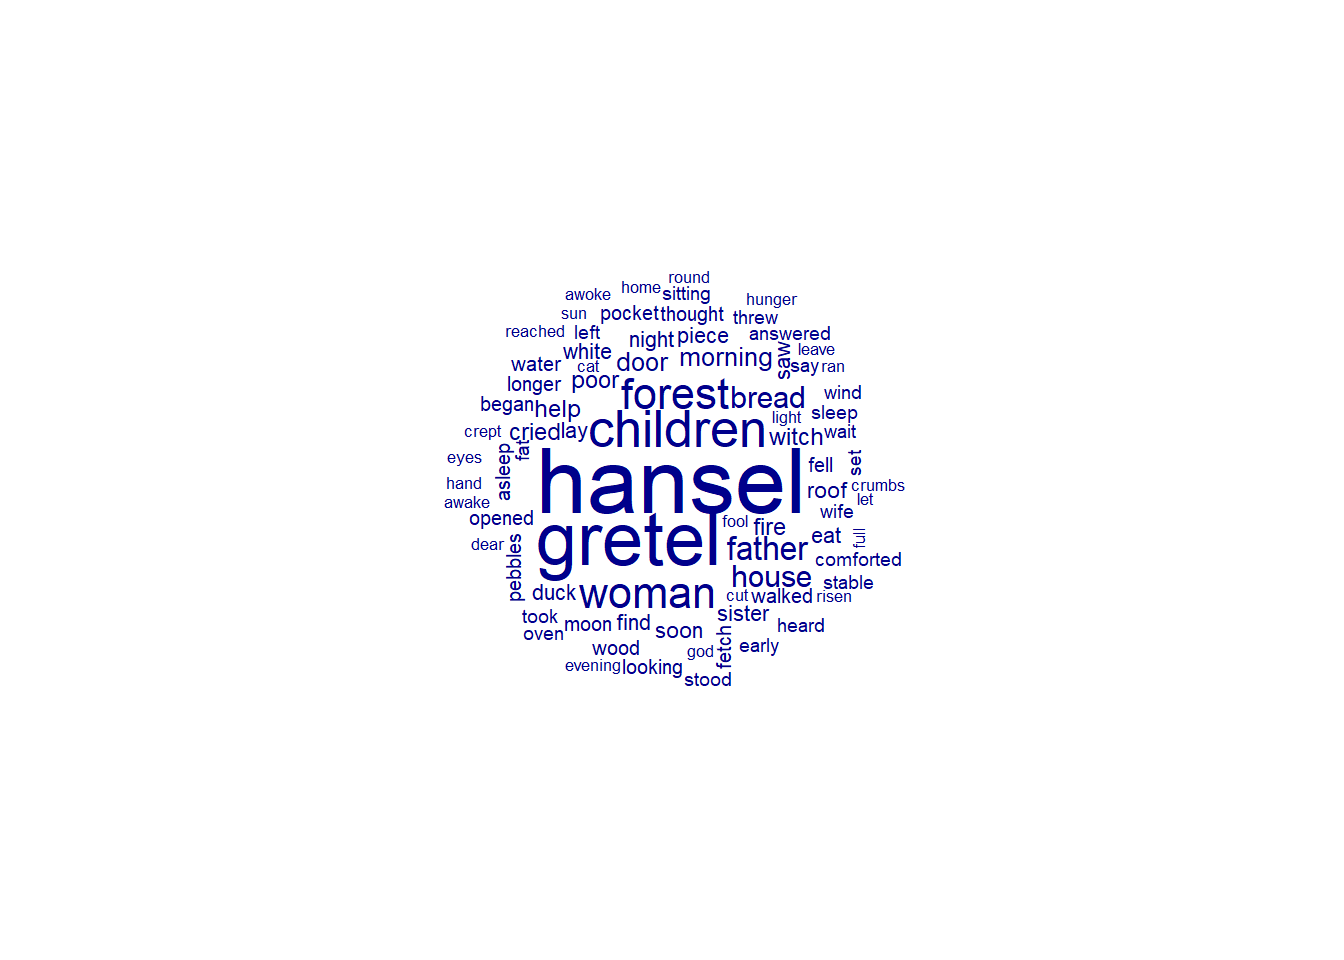 round
home
awoke sitting
hunger
sun pocket thought threw
reached left night piece answered
white door morning saw leave
water cat say ran
longer poor forest bread wind
began help children light sleep
crept cried lay witch wait
eyes asleep fat hansel fell set
hand roof crumbs
awake let
opened gretel fool fire wife
dear father eat full
pebbles house comforted
duck woman cut walked risen stable
took moon find soon sister heard
oven
wood god fetch early
evening looking
stood